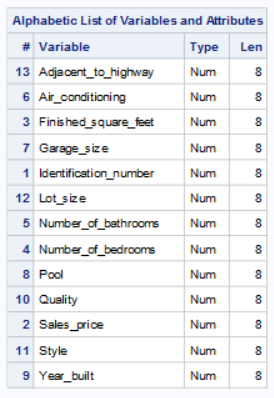 Alphabetic List of Variables and Attributes
# Variable Type Len
13 Adjacent_to_highway Num 8
6 Air_conditioning Num 8
3 Finished_square_feet Num 8
7 Garage_size Num 8
1 Identification_number Num 8
12 Lot_size Num 8
5 Number_of_bathrooms Num 8
4 Number_of_bedrooms Num 8
8 Pool Num 8
10 Quality Num 8
2 Sales_price Num 8
11 Style Num 8
9 Year_built Num 8